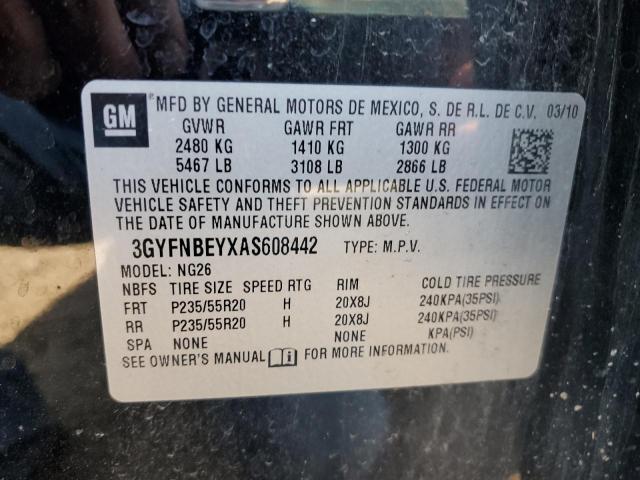 GM
® MFD BY GENERAL MOTORS DE MEXICO, S. DE R.L. DE C.V. 03/10
GVWR GAWR FRT GAWR RR
2480 KG 1410 KG 1300 KG
5467 LB 3108 LB 2866 LB
THIS VEHICLE CONFORMS TO ALL APPLICABLE U.S. FEDERAL MOTOR
VEHICLE SAFETY AND THEFT PREVENTION STANDARDS IN EFFECT ON
THE DATE OF MANUFACTURE SHOWN ABOVE.
3GYFNBEYXAS608442 TYPE: M.P.V.
MODEL: NG26
NBFS TIRE SIZE SPEED RTG RIM COLD TIRE PRESSURE
FRT P235/55R20 H 20X8J 240KPA(35PSI)
RR P235/55R20 H 20X8J 240KPA(35PSI)
SPA NONE NONE KPA(PSI)
SEE OWNER'S MANUAL i FOR MORE INFORMATION.